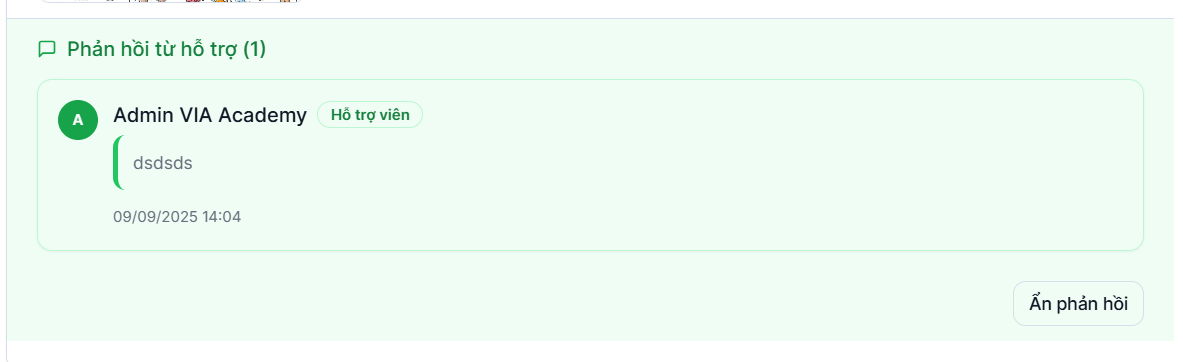 Phản hồi từ hỗ trợ (1)
A
Admin VIA Academy
Hỗ trợ viên
dsdsds
09/09/2025 14:04
Ẩn phản hồi